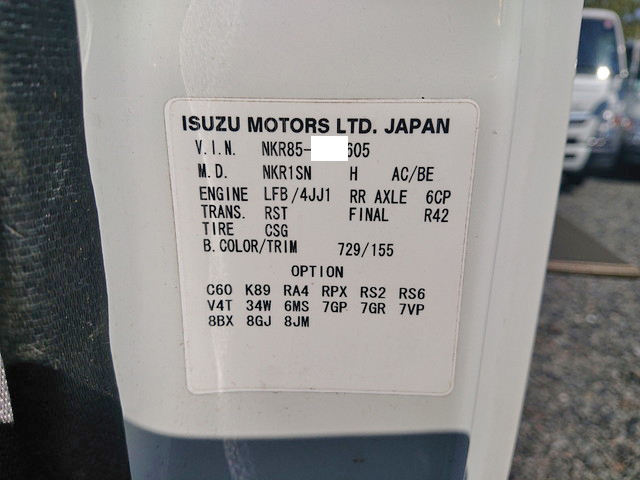 ISUZU MOTORS LTD. JAPAN
V.I.N. NKR85- 605
M.D. NKR1SN H AC/BE
ENGINE LFB/4JJ1 RR AXLE 6CP
TRANS. RST FINAL R42
TIRE CSG
B.COLOR/TRIM 729/155
OPTION
C60 K89 RA4 RPX RS2 RS6
V4T 34W 6MS 7GP 7GR 7VP
8BX 8GJ 8JM